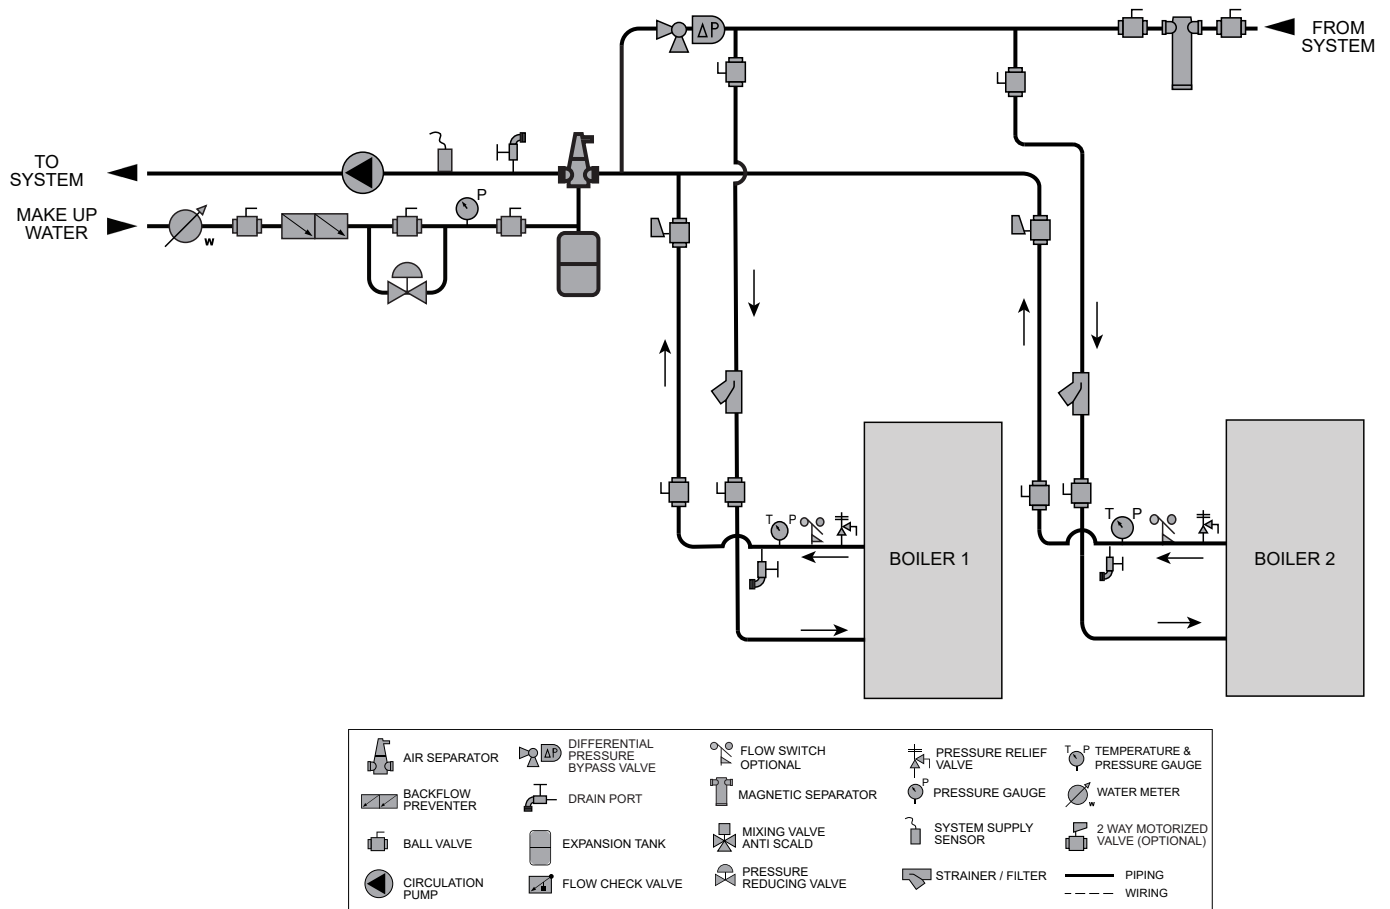 ΔP
FROM
SYSTEM
TO
SYSTEM
MAKE UP
WATER
W
P
T P
T P
BOILER 1
BOILER 2
AIR SEPARATOR
ΔP
DIFFERENTIAL
PRESSURE
BYPASS VALVE
FLOW SWITCH
OPTIONAL
PRESSURE RELIEF
VALVE
T P
TEMPERATURE &
PRESSURE GAUGE
BACKFLOW
PREVENTER
DRAIN PORT
MAGNETIC SEPARATOR
P
PRESSURE GAUGE
W
WATER METER
BALL VALVE
EXPANSION TANK
MIXING VALVE
ANTI SCALD
SYSTEM SUPPLY
SENSOR
2 WAY MOTORIZED
VALVE (OPTIONAL)
CIRCULATION
PUMP
FLOW CHECK VALVE
PRESSURE
REDUCING VALVE
STRAINER / FILTER
PIPING
WIRING